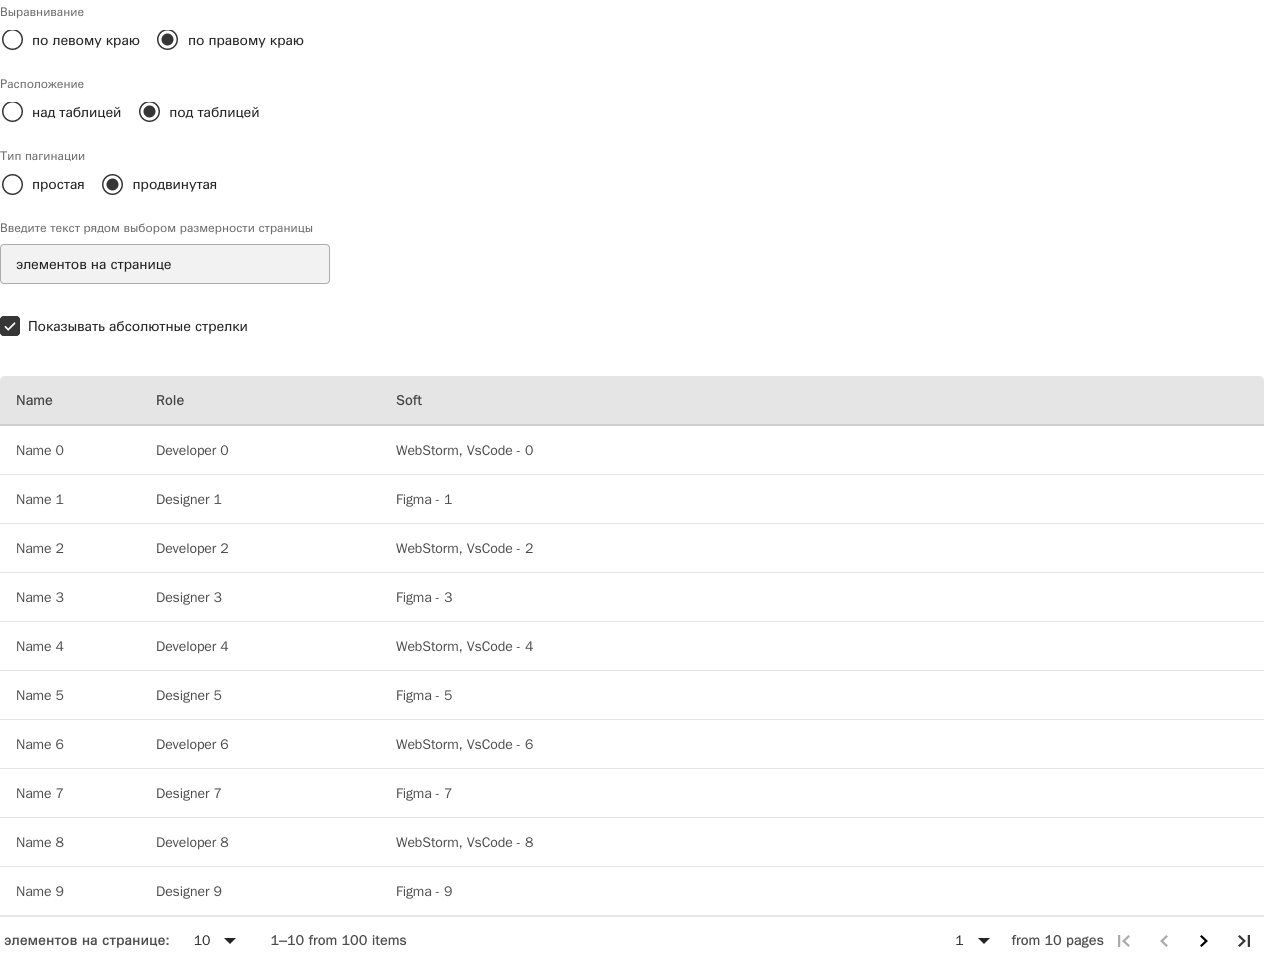 Выравнивание
по левому краю по правому краю
Расположение
над таблицей под таблицей
Тип пагинации
простая продвинутая
Введите текст рядом выбором размерности страницы
элементов на странице
Показывать абсолютные стрелки
Name Role Soft
Name 0 Developer 0 WebStorm, VsCode - 0
Name 1 Designer 1 Figma - 1
Name 2 Developer 2 WebStorm, VsCode - 2
Name 3 Designer 3 Figma - 3
Name 4 Developer 4 WebStorm, VsCode - 4
Name 5 Designer 5 Figma - 5
Name 6 Developer 6 WebStorm, VsCode - 6
Name 7 Designer 7 Figma - 7
Name 8 Developer 8 WebStorm, VsCode - 8
Name 9 Designer 9 Figma - 9
элементов на странице: 10 1–10 from 100 items 1 from 10 pages